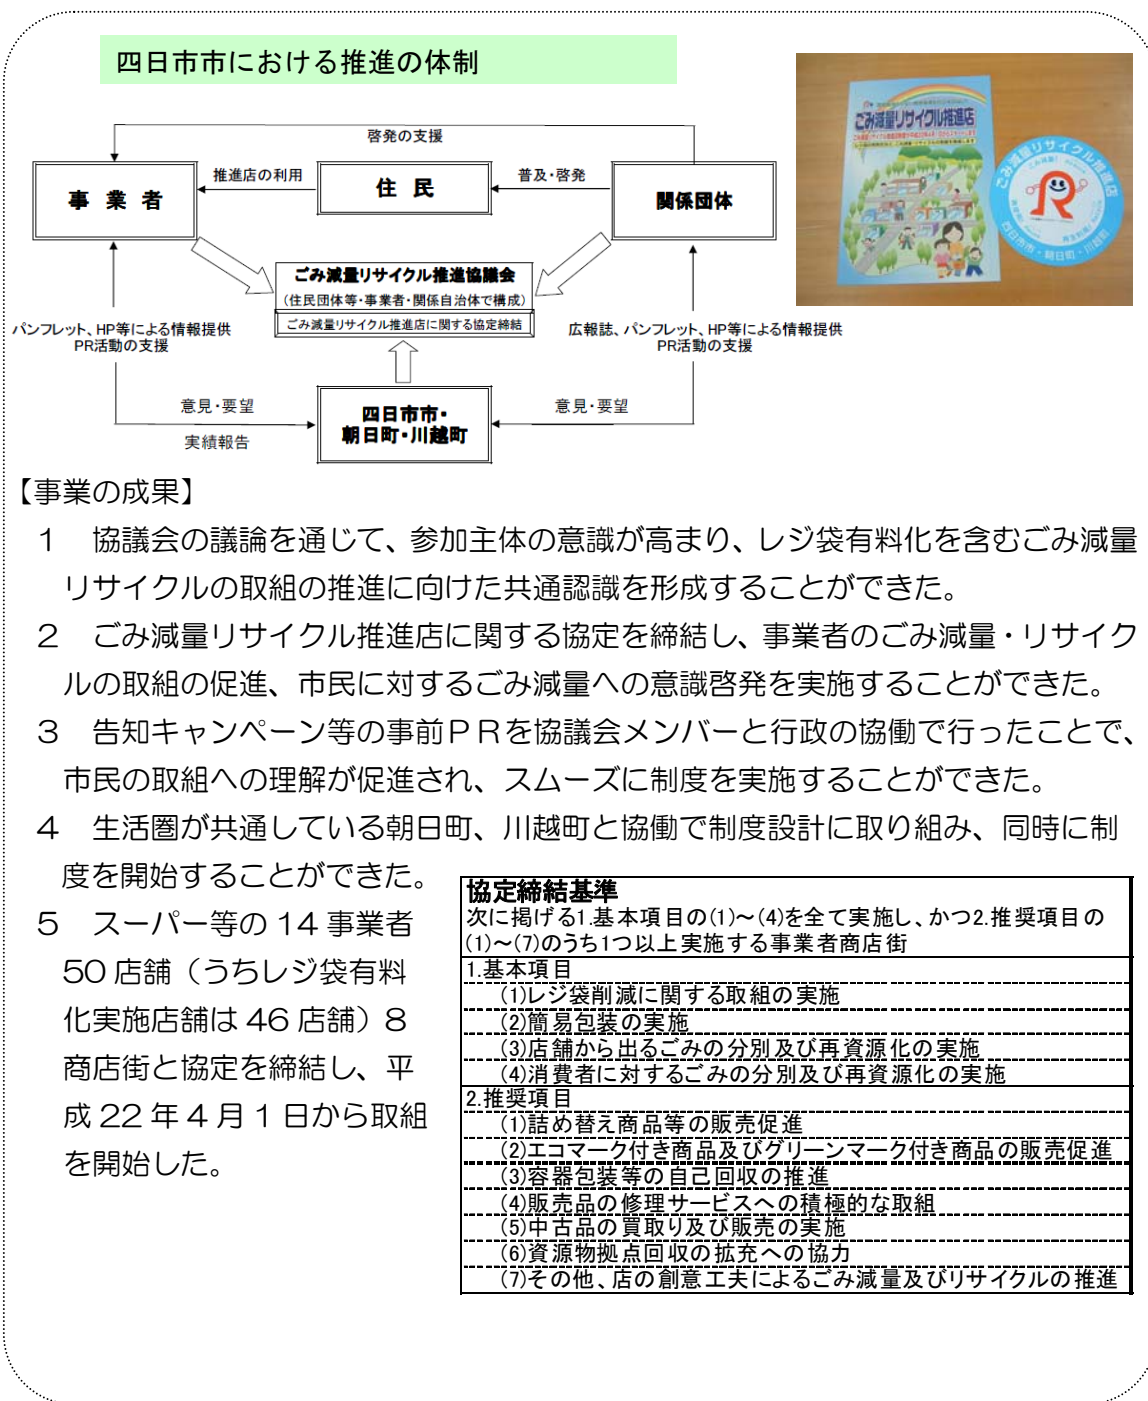 四日市市における推進の体制
啓発の支援
事業者
推進店の利用
住民
普及・啓発
関係団体
ごみ減量リサイクル推進協議会
(住民団体等・事業者・関係自治体で構成)
ごみ減量リサイクル推進店に関する協定締結
パンフレット、HP等による情報提供
PR活動の支援
広報誌、パンフレット、HP等による情報提供
PR活動の支援
意見・要望
実績報告
四日市市・
朝日町・川越町
意見・要望
ごみ減量リサイクル推進店
ごみ減量リサイクル推進店
四日市市・朝日町・川越町
【事業の成果】
1 協議会の議論を通じて、参加主体の意識が高まり、レジ袋有料化を含むごみ減量
リサイクルの取組の推進に向けた共通認識を形成することができた。
2 ごみ減量リサイクル推進店に関する協定を締結し、事業者のごみ減量・リサイク
ルの取組の促進、市民に対するごみ減量への意識啓発を実施することができた。
3 告知キャンペーン等の事前PRを協議会メンバーと行政の協働で行ったことで、
市民の取組への理解が促進され、スムーズに制度を実施することができた。
4 生活圏が共通している朝日町、川越町と協働で制度設計に取り組み、同時に制
度を開始することができた。
5 スーパー等の14事業者
50店舗(うちレジ袋有料
化実施店舗は46店舗)8
商店街と協定を締結し、平
成22年4月1日から取組
を開始した。
協定締結基準
次に掲げる1.基本項目の(1)~(4)を全て実施し、かつ2.推奨項目の
(1)~(7)のうち1つ以上実施する事業者商店街
1.基本項目
(1)レジ袋削減に関する取組の実施
(2)簡易包装の実施
(3)店舗から出るごみの分別及び再資源化の実施
(4)消費者に対するごみの分別及び再資源化の実施
2.推奨項目
(1)詰め替え商品等の販売促進
(2)エコマーク付き商品及びグリーンマーク付き商品の販売促進
(3)容器包装等の自己回収の推進
(4)販売品の修理サービスへの積極的な取組
(5)中古品の買取り及び販売の実施
(6)資源物拠点回収の拡充への協力
(7)その他、店の創意工夫によるごみ減量及びリサイクルの推進